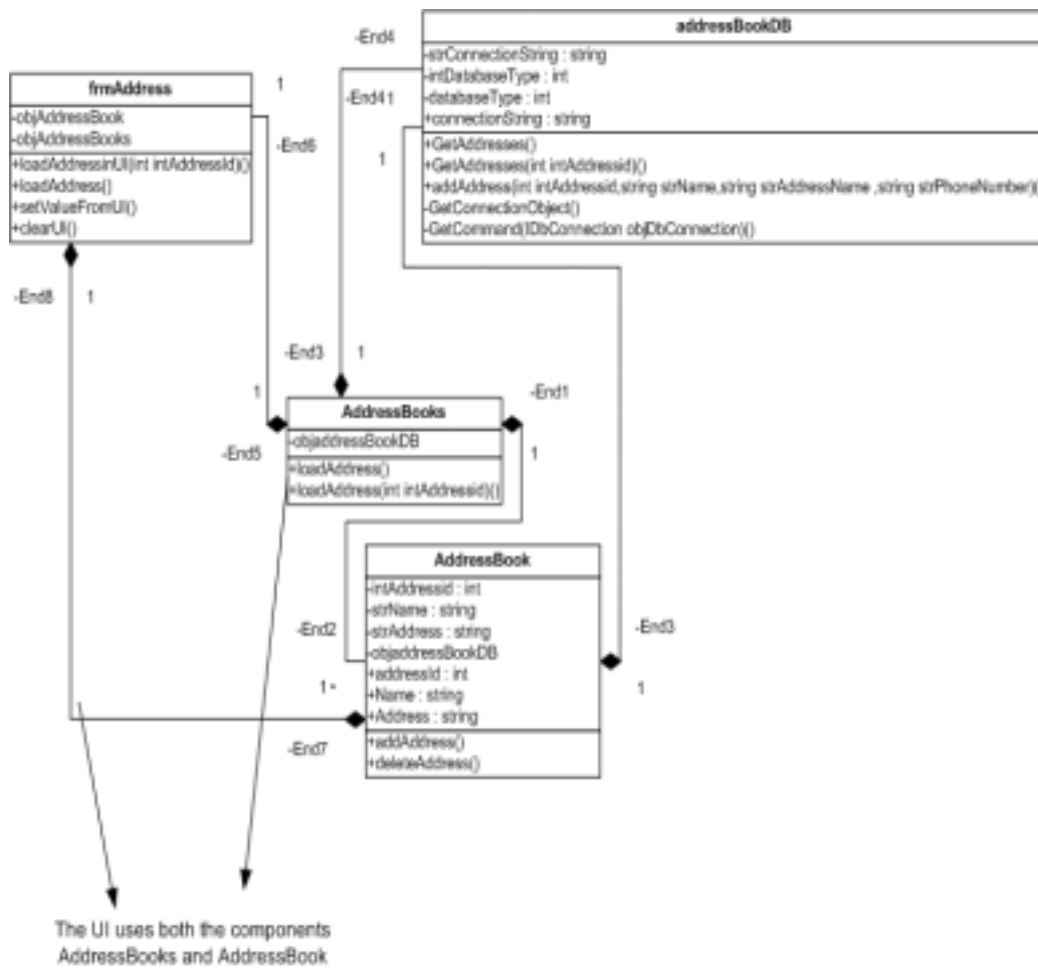 addressBookDB
-strConnectionString : string
-intDatabaseType : int
-databaseType : int
+connectionString : string
+GetAddresses()
+GetAddresses(int intAddressid)()
+addAddress(int intAddressid,string strName,string strAddressName ,string strPhoneNumber)(
-GetConnectionObject()
-GetCommand(IDbConnection objDbConnection)()
-End4
-End41
1
frmAddress
-objAddressBook
-objAddressBooks
+loadAddressinUI(int intAddressId)()
+loadAddress()
+setValueFromUI()
+clearUI()
1
-End6
-End8
1
-End3
1
1
-End5
AddressBooks
-objaddressBookDB
+loadAddress()
+loadAddress(int intAddressid)()
-End1
1
AddressBook
-intAddressid : int
-strName : string
-strAddress : string
-objaddressBookDB
+addressId : int
+Name : string
+Address : string
+addAddress()
+deleteAddress()
-End2
1..*
-End7
-End3
1
The UI uses both the components
AddressBooks and AddressBook